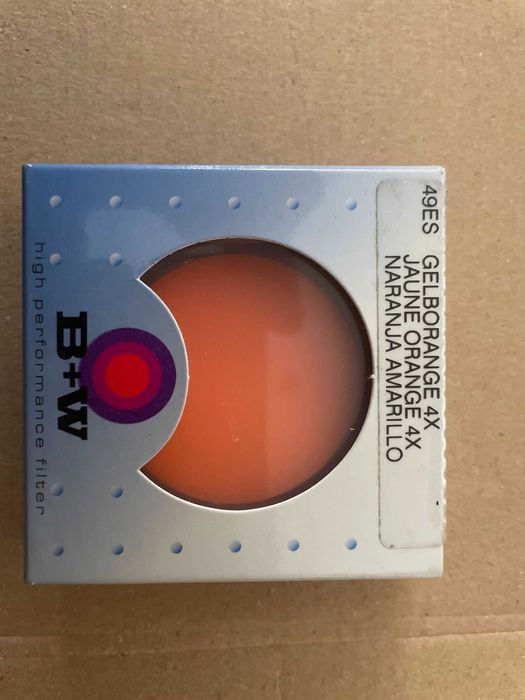 49ES GELBORANGE 4X
JAUNE ORANGE 4X
NARANJA AMARILLO
B+W
high performance filter